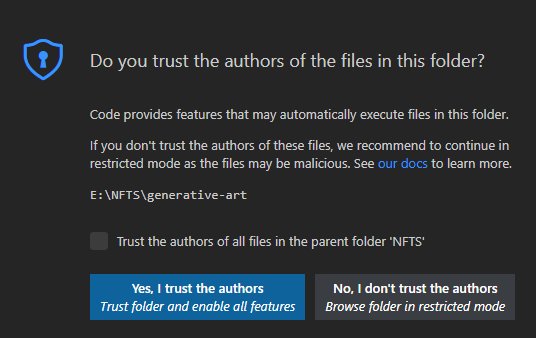 Do you trust the authors of the files in this folder?
Code provides features that may automatically execute files in this folder.
If you don't trust the authors of these files, we recommend to continue in
restricted mode as the files may be malicious. See our docs to learn more.
E:\NFTS\generative-art
Trust the authors of all files in the parent folder 'NFTS'
Yes, I trust the authors
Trust folder and enable all features
No, I don't trust the authors
Browse folder in restricted mode